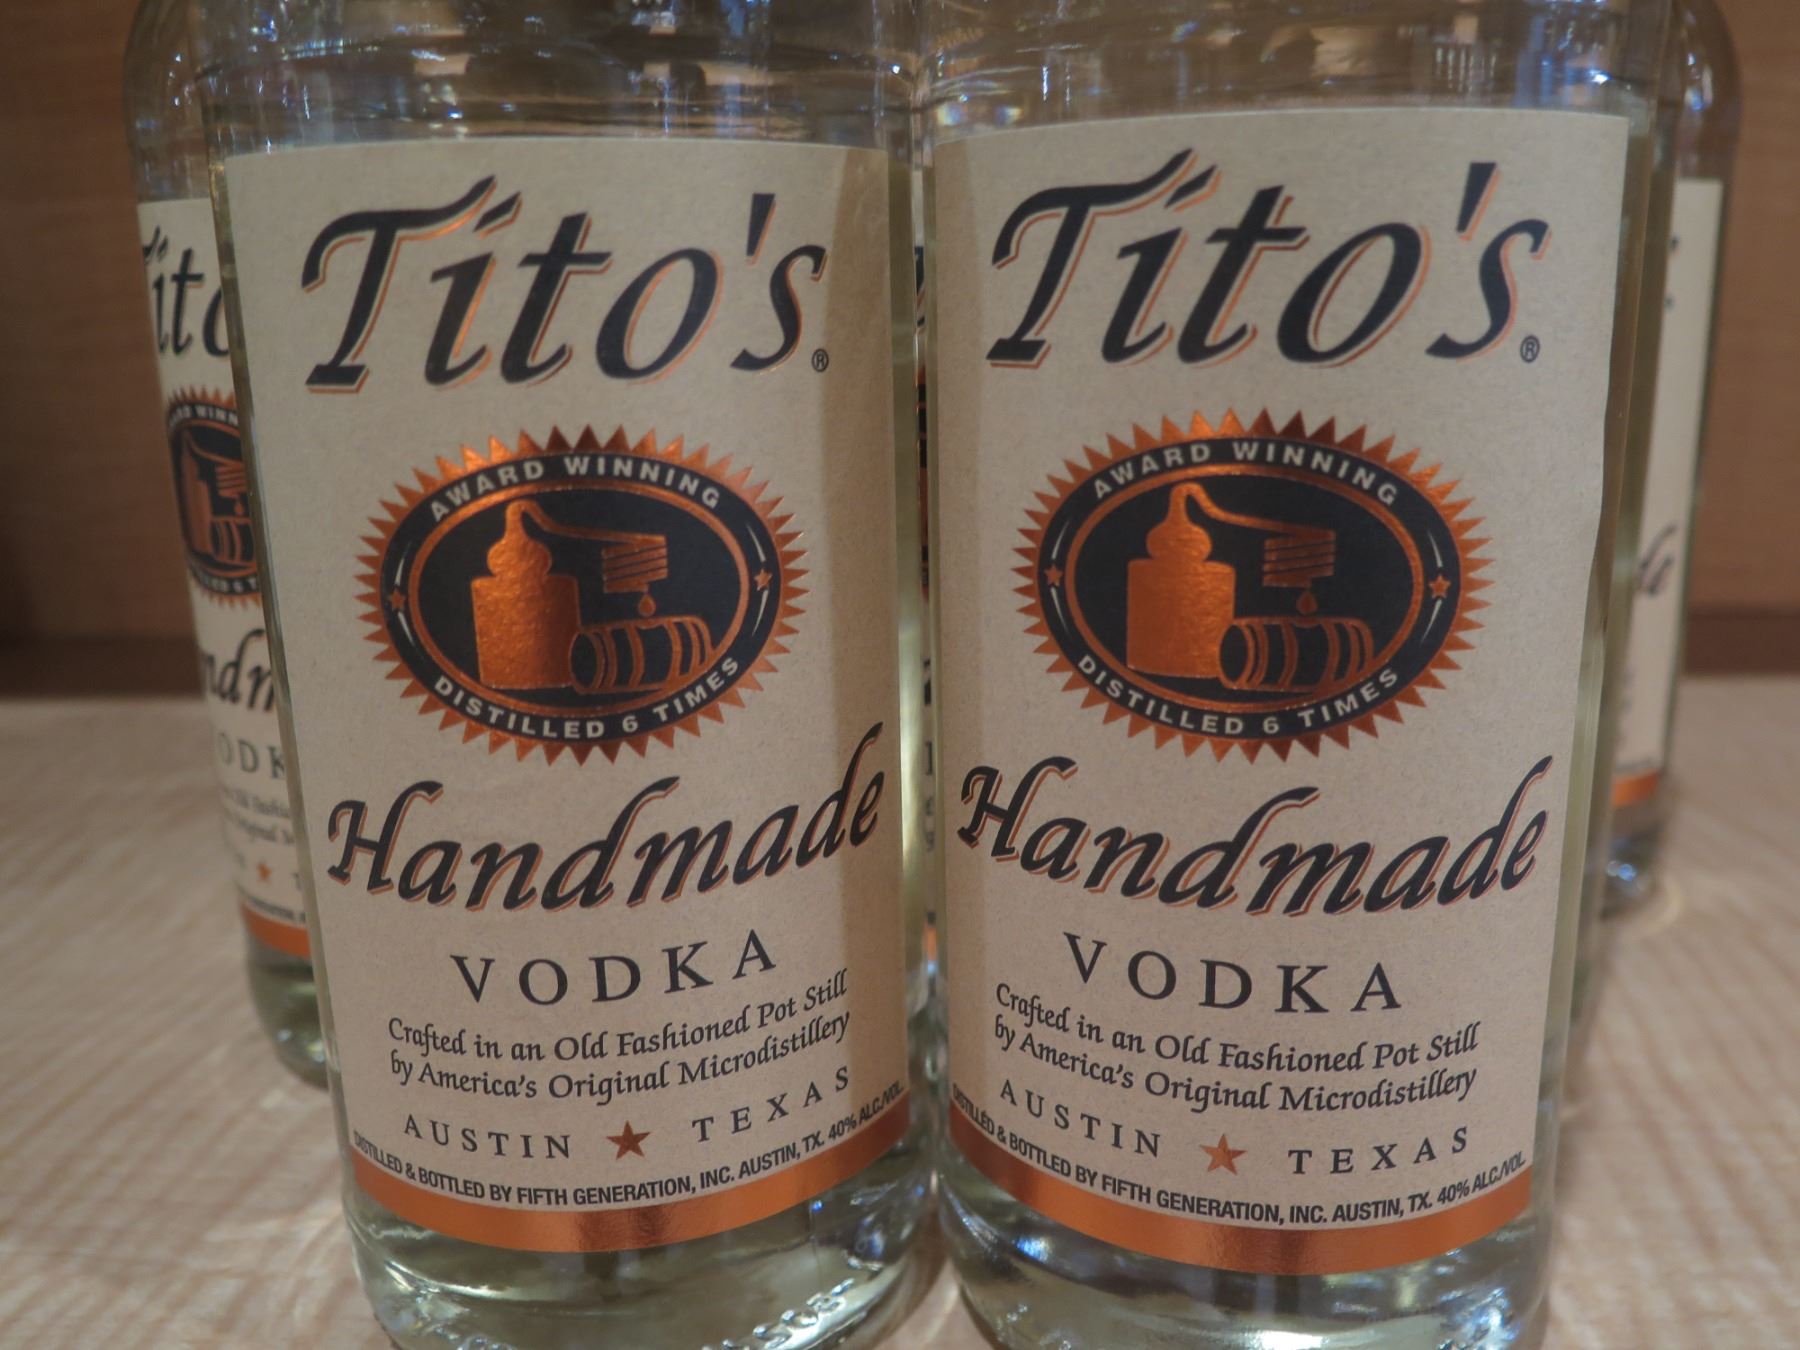 Tito's®
AWARD WINNING
DISTILLED 6 TIMES
Handmade
VODKA
Crafted in an Old Fashioned Pot Still
by America's Original Microdistillery
AUSTIN ★ TEXAS
DISTILLED & BOTTLED BY FIFTH GENERATION, INC. AUSTIN, TX. 40% ALC./VOL.
Tito's®
AWARD WINNING
DISTILLED 6 TIMES
Handmade
VODKA
Crafted in an Old Fashioned Pot Still
by America's Original Microdistillery
AUSTIN ★ TEXAS
DISTILLED & BOTTLED BY FIFTH GENERATION, INC. AUSTIN, TX. 40% ALC./VOL.